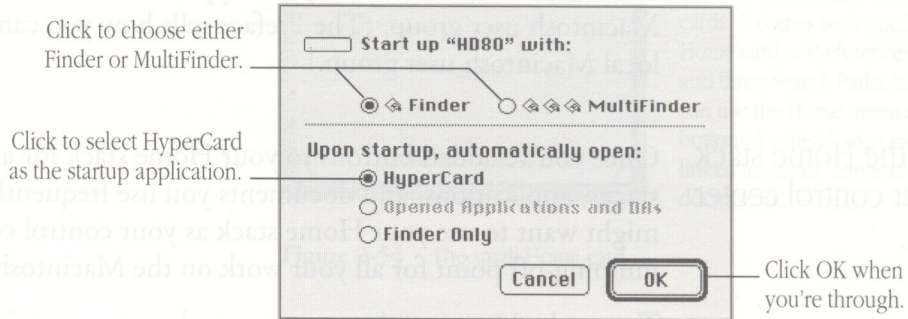 Click to choose either
Finder or MultiFinder.
Start up “HD80” with:
Finder
MultiFinder
Click to select HyperCard
as the startup application.
Upon startup, automatically open:
HyperCard
Opened Applications and DAs
Finder Only
Cancel
OK
Click OK when
you're through.